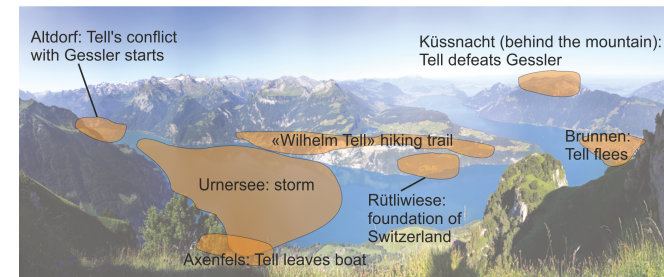 Altdorf: Tell's conflict
with Gessler starts
Küssnacht (behind the mountain):
Tell defeats Gessler
«Wilhelm Tell» hiking trail
Brunnen:
Tell flees
Urnersee: storm
Rütliwiese:
foundation of
Switzerland
Axenfels: Tell leaves boat